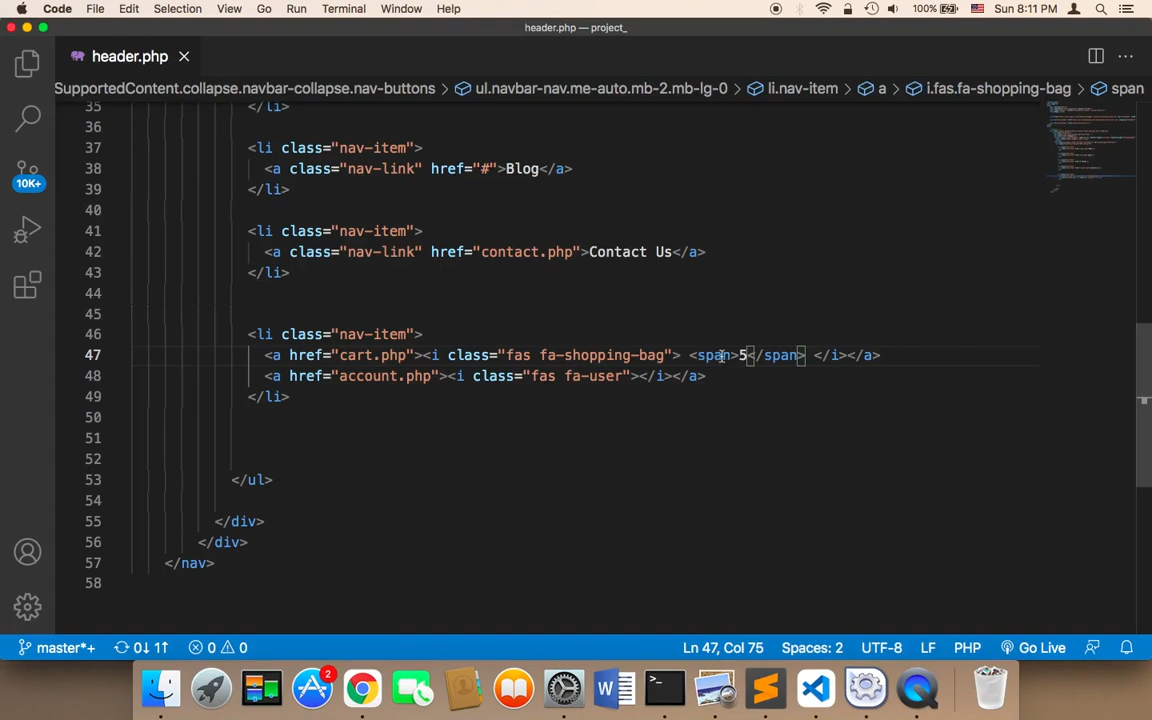 Code File Edit Selection View Go Run Terminal Window Help 100% Sun 8:11 PM
header.php — project_
header.php
SupportedContent.collapse.navbar-collapse.nav-buttons > ul.navbar-nav.me-auto.mb-2.mb-lg-0 > li.nav-item > a > i.fas.fa-shopping-bag > span
35 </li>
36
37 <li class="nav-item">
38 <a class="nav-link" href="#">Blog</a>
39 </li>
40
41 <li class="nav-item">
42 <a class="nav-link" href="contact.php">Contact Us</a>
43 </li>
44
45
46 <li class="nav-item">
47 <a href="cart.php"><i class="fas fa-shopping-bag"> <span>5</span> </i></a>
48 <a href="account.php"><i class="fas fa-user"></i></a>
49 </li>
50
51
52
53 </ul>
54
55 </div>
56 </div>
57 </nav>
58
10K+
master*+ 0↓ 1↑ 0 0 Ln 47, Col 75 Spaces: 2 UTF-8 LF PHP Go Live
2